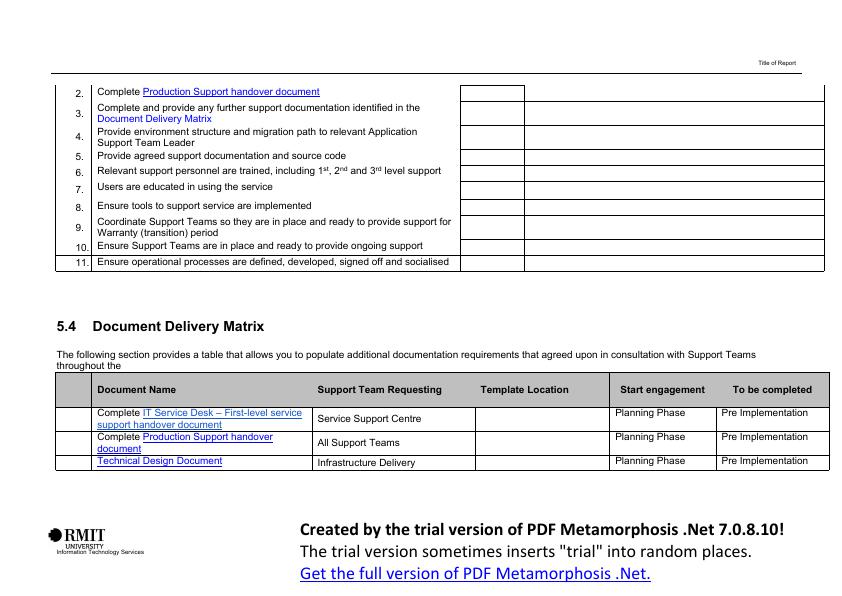 Title of Report
2. Complete Production Support handover document
3. Complete and provide any further support documentation identified in the
Document Delivery Matrix
4. Provide environment structure and migration path to relevant Application
Support Team Leader
5. Provide agreed support documentation and source code
6. Relevant support personnel are trained, including 1st, 2nd and 3rd level support
7. Users are educated in using the service
8. Ensure tools to support service are implemented
9. Coordinate Support Teams so they are in place and ready to provide support for
Warranty (transition) period
10. Ensure Support Teams are in place and ready to provide ongoing support
11. Ensure operational processes are defined, developed, signed off and socialised
5.4 Document Delivery Matrix
The following section provides a table that allows you to populate additional documentation requirements that agreed upon in consultation with Support Teams
throughout the
Document Name Support Team Requesting Template Location Start engagement To be completed
Complete IT Service Desk – First-level service
support handover document Service Support Centre Planning Phase Pre Implementation
Complete Production Support handover
document All Support Teams Planning Phase Pre Implementation
Technical Design Document Infrastructure Delivery Planning Phase Pre Implementation
RMIT
UNIVERSITY
Information Technology Services
Created by the trial version of PDF Metamorphosis .Net 7.0.8.10!
The trial version sometimes inserts "trial" into random places.
Get the full version of PDF Metamorphosis .Net.